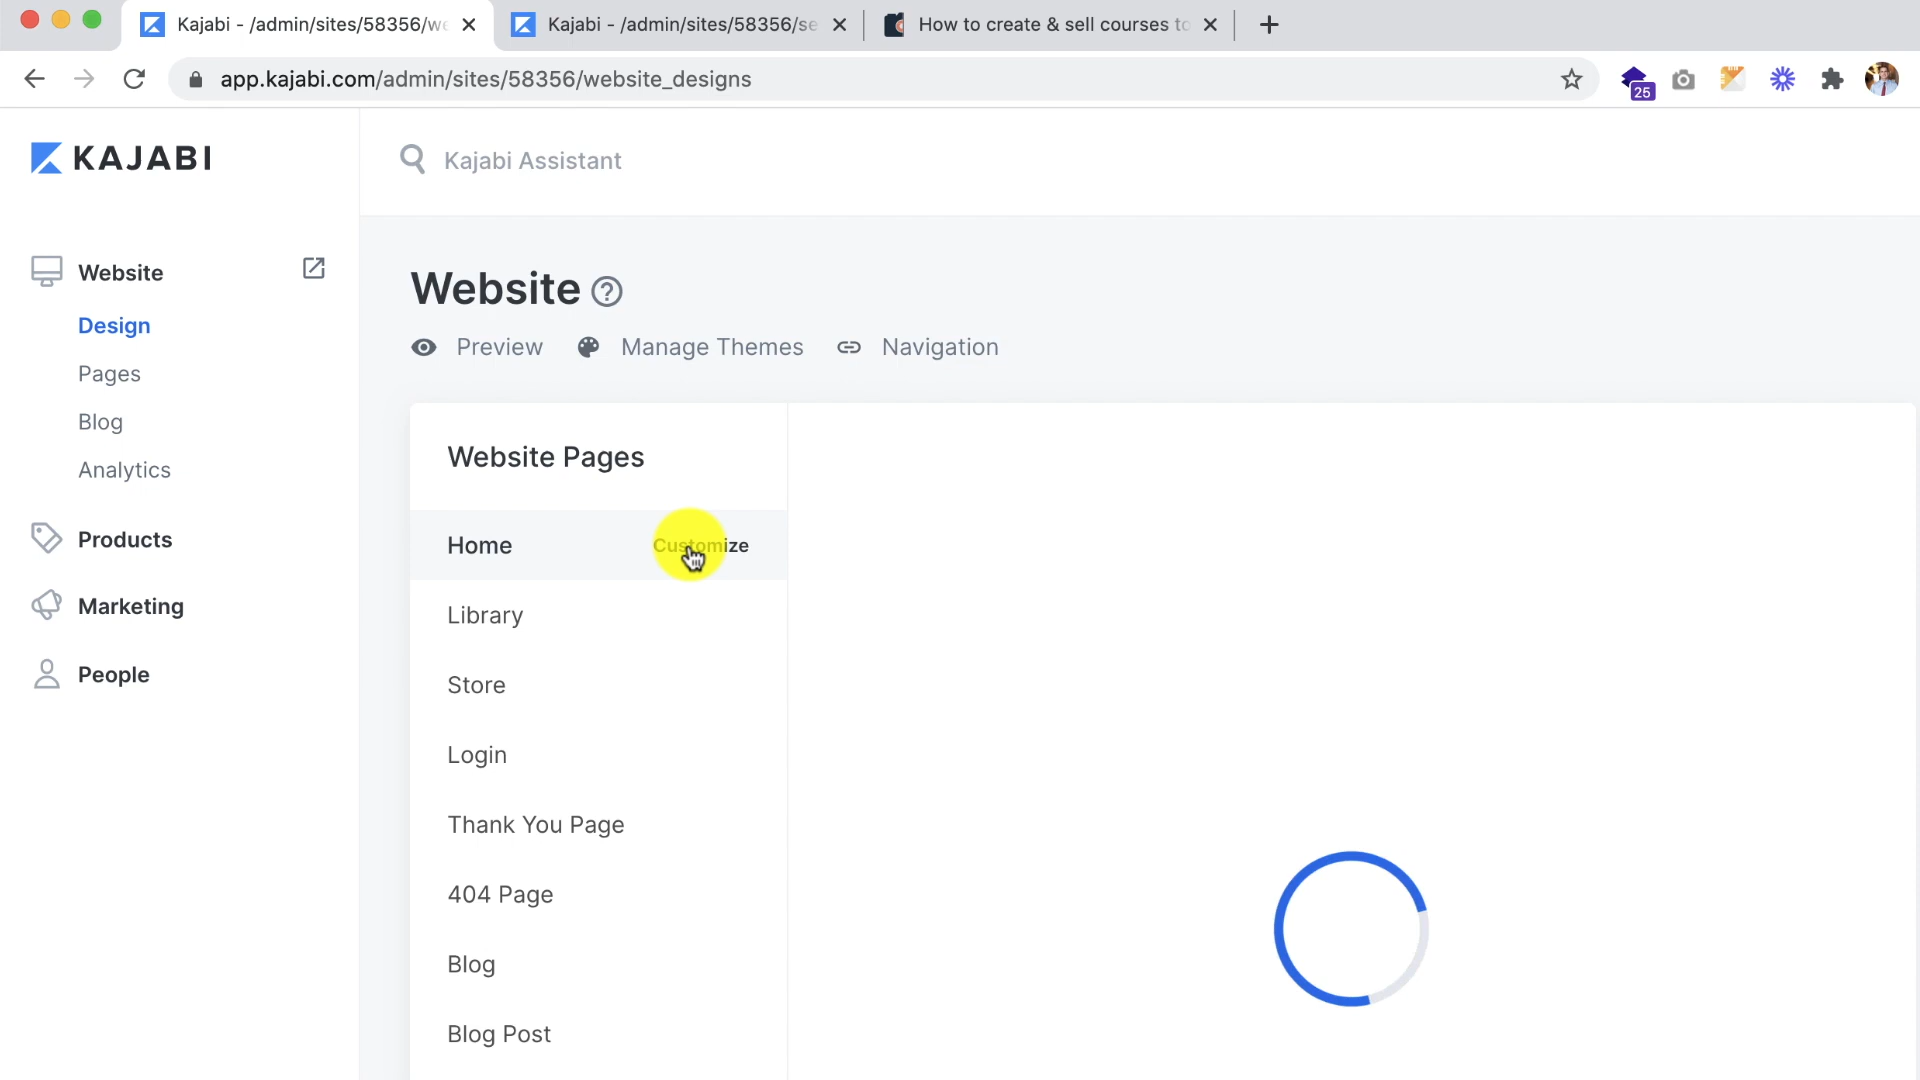 Kajabi - /admin/sites/58356/we
Kajabi - /admin/sites/58356/se
How to create & sell courses to
app.kajabi.com/admin/sites/58356/website_designs
25
KAJABI
Kajabi Assistant
Website
Design
Pages
Blog
Analytics
Products
Marketing
People
Website
Preview
Manage Themes
Navigation
Website Pages
Home
Customize
Library
Store
Login
Thank You Page
404 Page
Blog
Blog Post